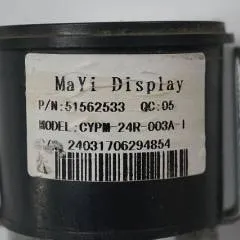 MaYi Display
P/N:51562533 QC:05
MODEL:CYPM-24R-003A-I
24031706294854